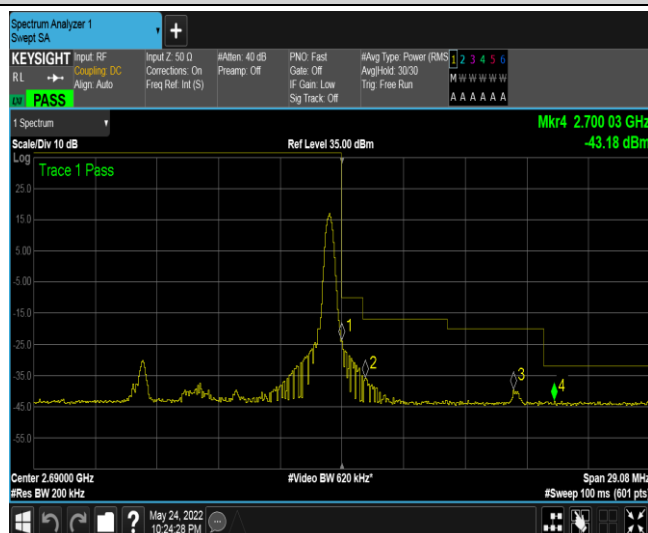 Spectrum Analyzer 1
Swept SA
KEYSIGHT
RL
PASS
Input: RF
Coupling: DC
Align: Auto
Input Z: 50 Ω
Corrections: On
Freq Ref: Int (S)
#Atten: 40 dB
Preamp: Off
PNO: Fast
Gate: Off
IF Gain: Low
Sig Track: Off
#Avg Type: Power (RMS
Avg|Hold: 30/30
Trig: Free Run
1 2 3 4 5 6
M W W W W W
A A A A A A
1 Spectrum
Mkr4 2.700 03 GHz
Scale/Div 10 dB
Ref Level 35.00 dBm
-43.18 dBm
Log
Trace 1 Pass
25.0
15.0
5.00
-5.00
-15.0
-25.0
-35.0
-45.0
-55.0
1
2
3
4
Center 2.69000 GHz
#Video BW 620 kHz*
Span 29.08 MHz
#Res BW 200 kHz
#Sweep 100 ms (601 pts)
May 24, 2022
10:24:28 PM